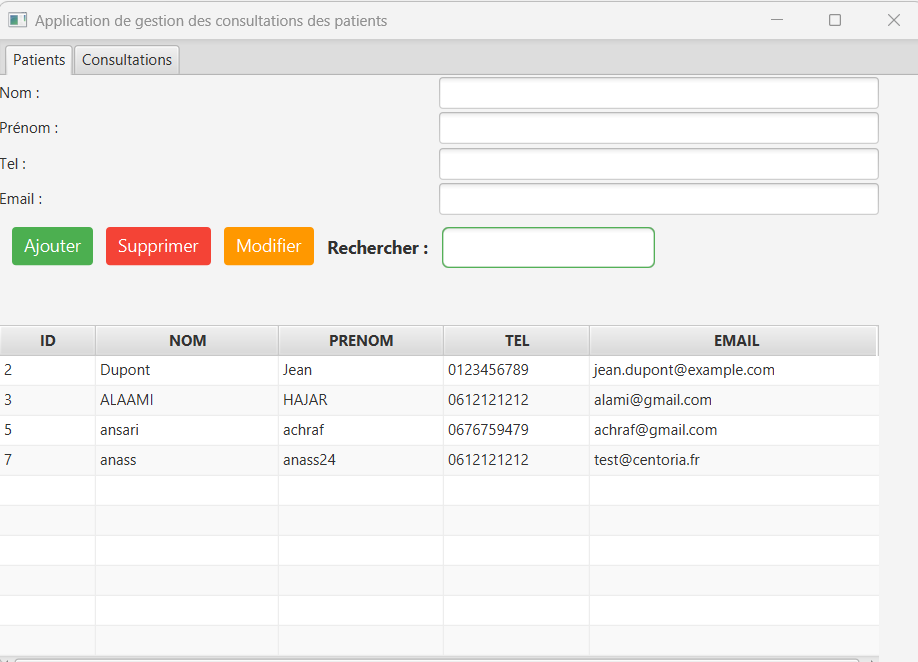 Application de gestion des consultations des patients
Patients Consultations
Nom :
Prénom :
Tel :
Email :
Ajouter Supprimer Modifier Rechercher :
ID NOM PRENOM TEL EMAIL
2 Dupont Jean 0123456789 jean.dupont@example.com
3 ALAAMI HAJAR 0612121212 alami@gmail.com
5 ansari achraf 0676759479 achraf@gmail.com
7 anass anass24 0612121212 test@centoria.fr